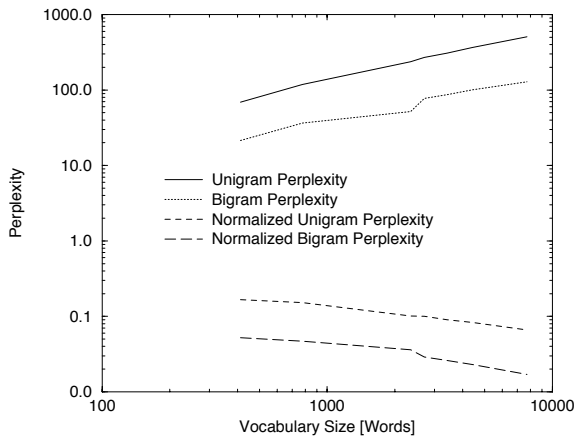 1000.0
100.0
10.0
1.0
0.1
0.0
Perplexity
Unigram Perplexity
Bigram Perplexity
Normalized Unigram Perplexity
Normalized Bigram Perplexity
100
1000
10000
Vocabulary Size [Words]